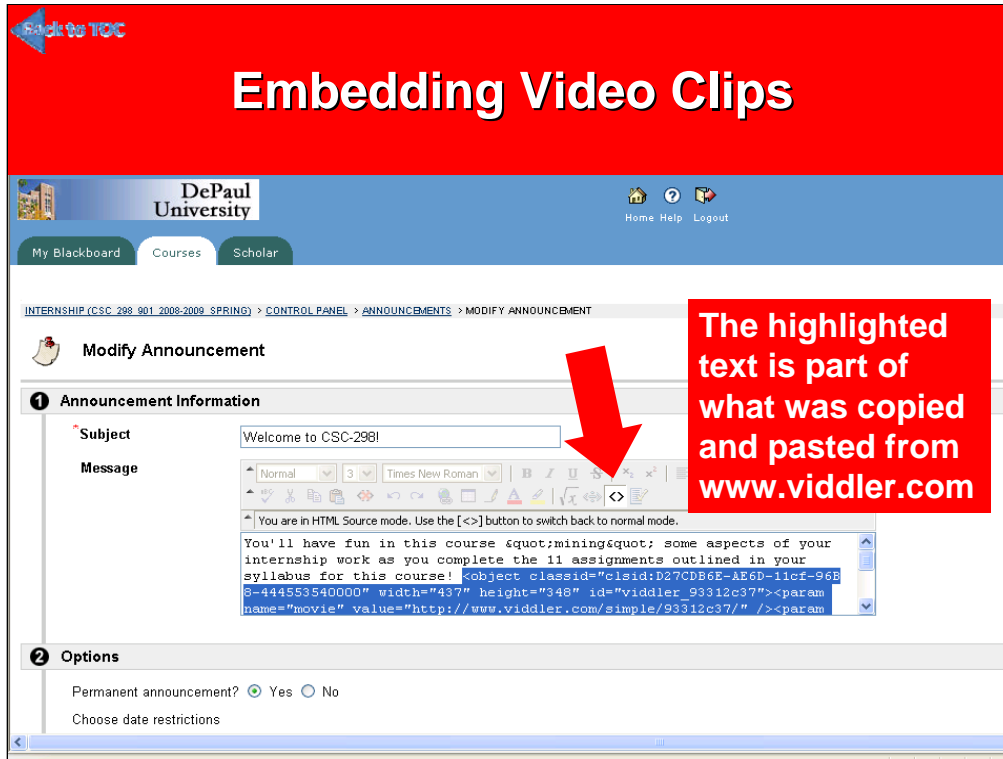 Back to TOC
Embedding Video Clips
DePaul
University
Home Help Logout
My Blackboard Courses Scholar
INTERNSHIP (CSC_298_901_2008-2009_SPRING) > CONTROL PANEL > ANNOUNCEMENTS > MODIFY ANNOUNCEMENT
The highlighted
text is part of
what was copied
and pasted from
www.viddler.com
Modify Announcement
1 Announcement Information
*Subject Welcome to CSC-298!
Message
Normal 3 Times New Roman B I U S x₂ x²
You are in HTML Source mode. Use the [<>] button to switch back to normal mode.
You'll have fun in this course &quot;mining&quot; some aspects of your
internship work as you complete the 11 assignments outlined in your
syllabus for this course! <object classid="clsid:D27CDB6E-AE6D-11cf-96B
8-444553540000" width="437" height="348" id="viddler_93312c37"><param
name="movie" value="http://www.viddler.com/simple/93312c37/" /><param
2 Options
Permanent announcement? Yes No
Choose date restrictions